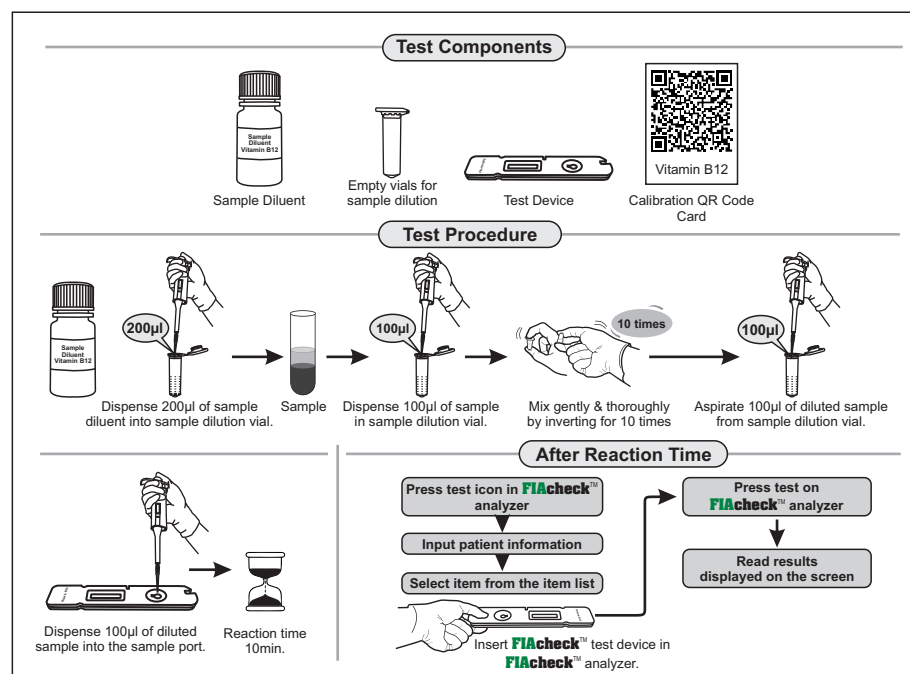 Test Components
Sample
Diluent
Vitamin B12
Sample Diluent
Empty vials for
sample dilution
Test Device
Vitamin B12
Calibration QR Code
Card
Test Procedure
Sample
Diluent
Vitamin B12
200µl
100µl
10 times
100µl
Dispense 200µl of sample
diluent into sample dilution vial.
Sample
Dispense 100µl of sample
in sample dilution vial.
Mix gently & thoroughly
by inverting for 10 times
Aspirate 100µl of diluted sample
from sample dilution vial.
Dispense 100µl of diluted
sample into the sample port.
Reaction time
10min.
After Reaction Time
Press test icon in FIAcheck™
analyzer
Input patient information
Select item from the item list
Insert FIAcheck™ test device in
FIAcheck™ analyzer.
Press test on
FIAcheck™ analyzer
Read results
displayed on the screen